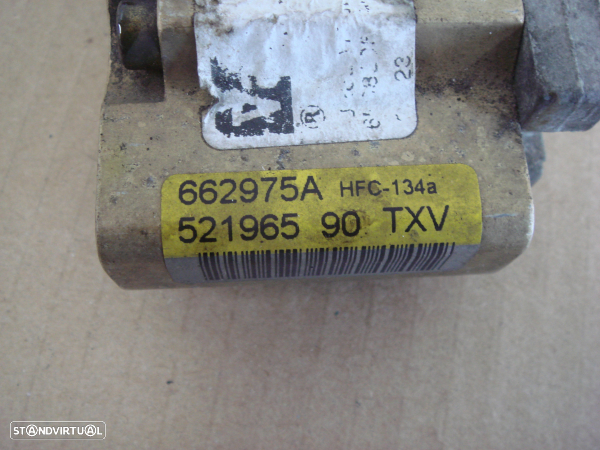 ®
662975A HFC-134a
521965 90 TXV
STANDVIRTUAL